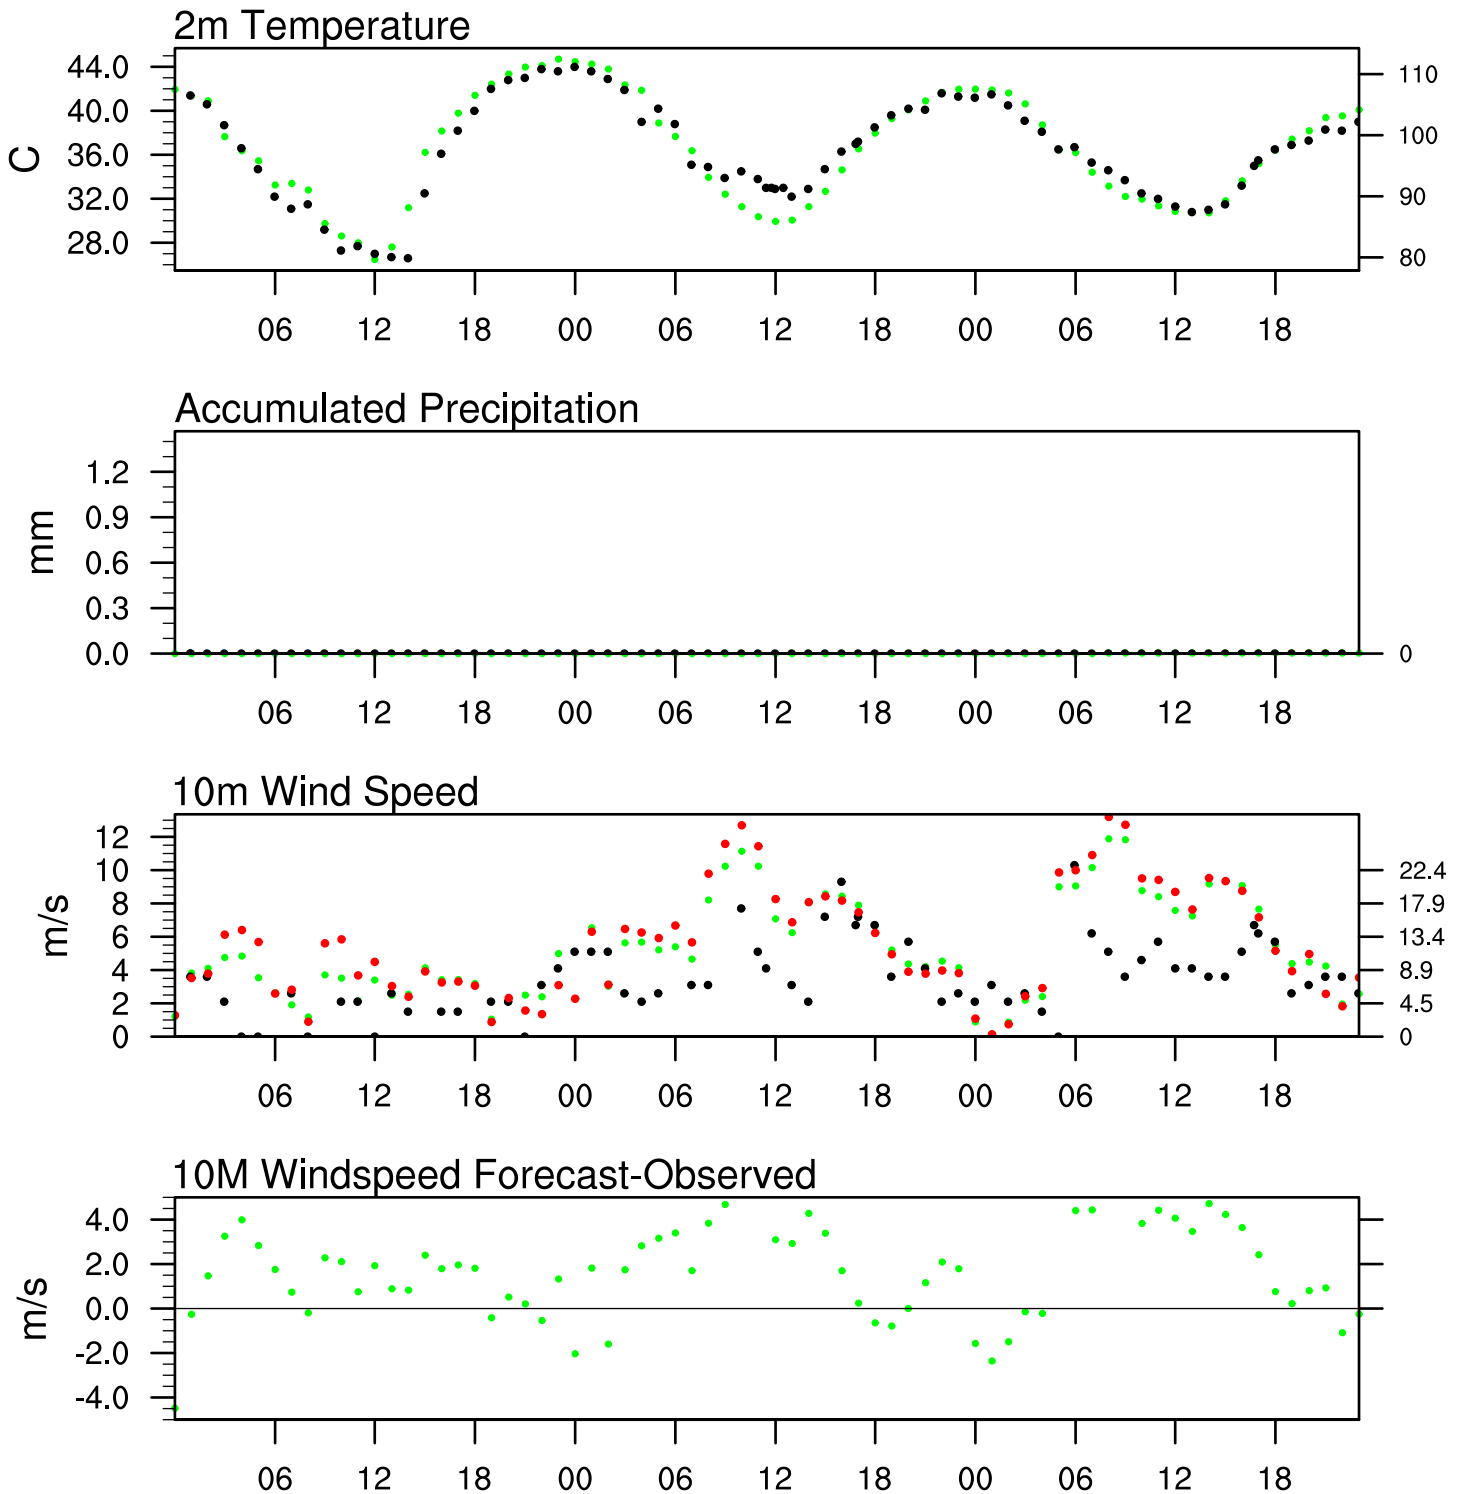 2m Temperature
44.0
40.0
36.0
32.0
28.0
C
110
100
90
80
06 12 18 00 06 12 18 00 06 12 18
Accumulated Precipitation
1.2
0.9
0.6
0.3
0.0
mm
0
06 12 18 00 06 12 18 00 06 12 18
10m Wind Speed
12
10
8
6
4
2
0
m/s
22.4
17.9
13.4
8.9
4.5
0
06 12 18 00 06 12 18 00 06 12 18
10M Windspeed Forecast-Observed
4.0
2.0
0.0
-2.0
-4.0
m/s
06 12 18 00 06 12 18 00 06 12 18